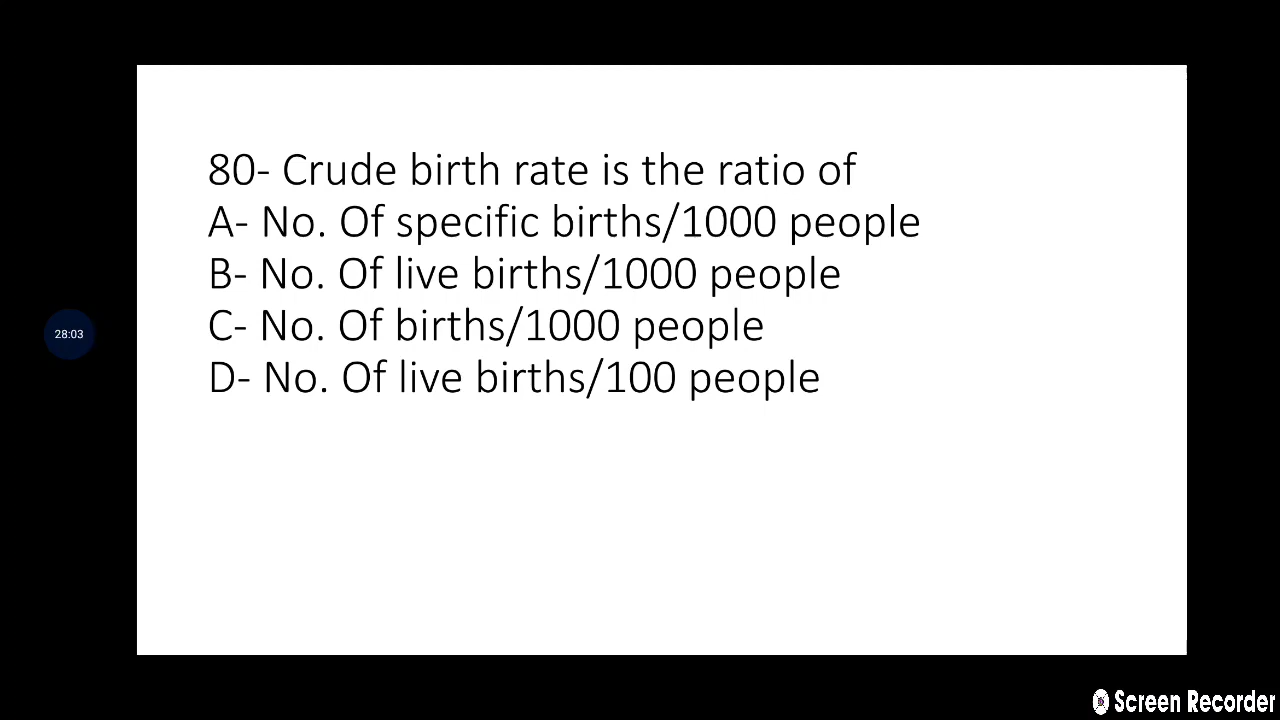 80- Crude birth rate is the ratio of
A- No. Of specific births/1000 people
B- No. Of live births/1000 people
C- No. Of births/1000 people
D- No. Of live births/100 people
28:03
Screen Recorder